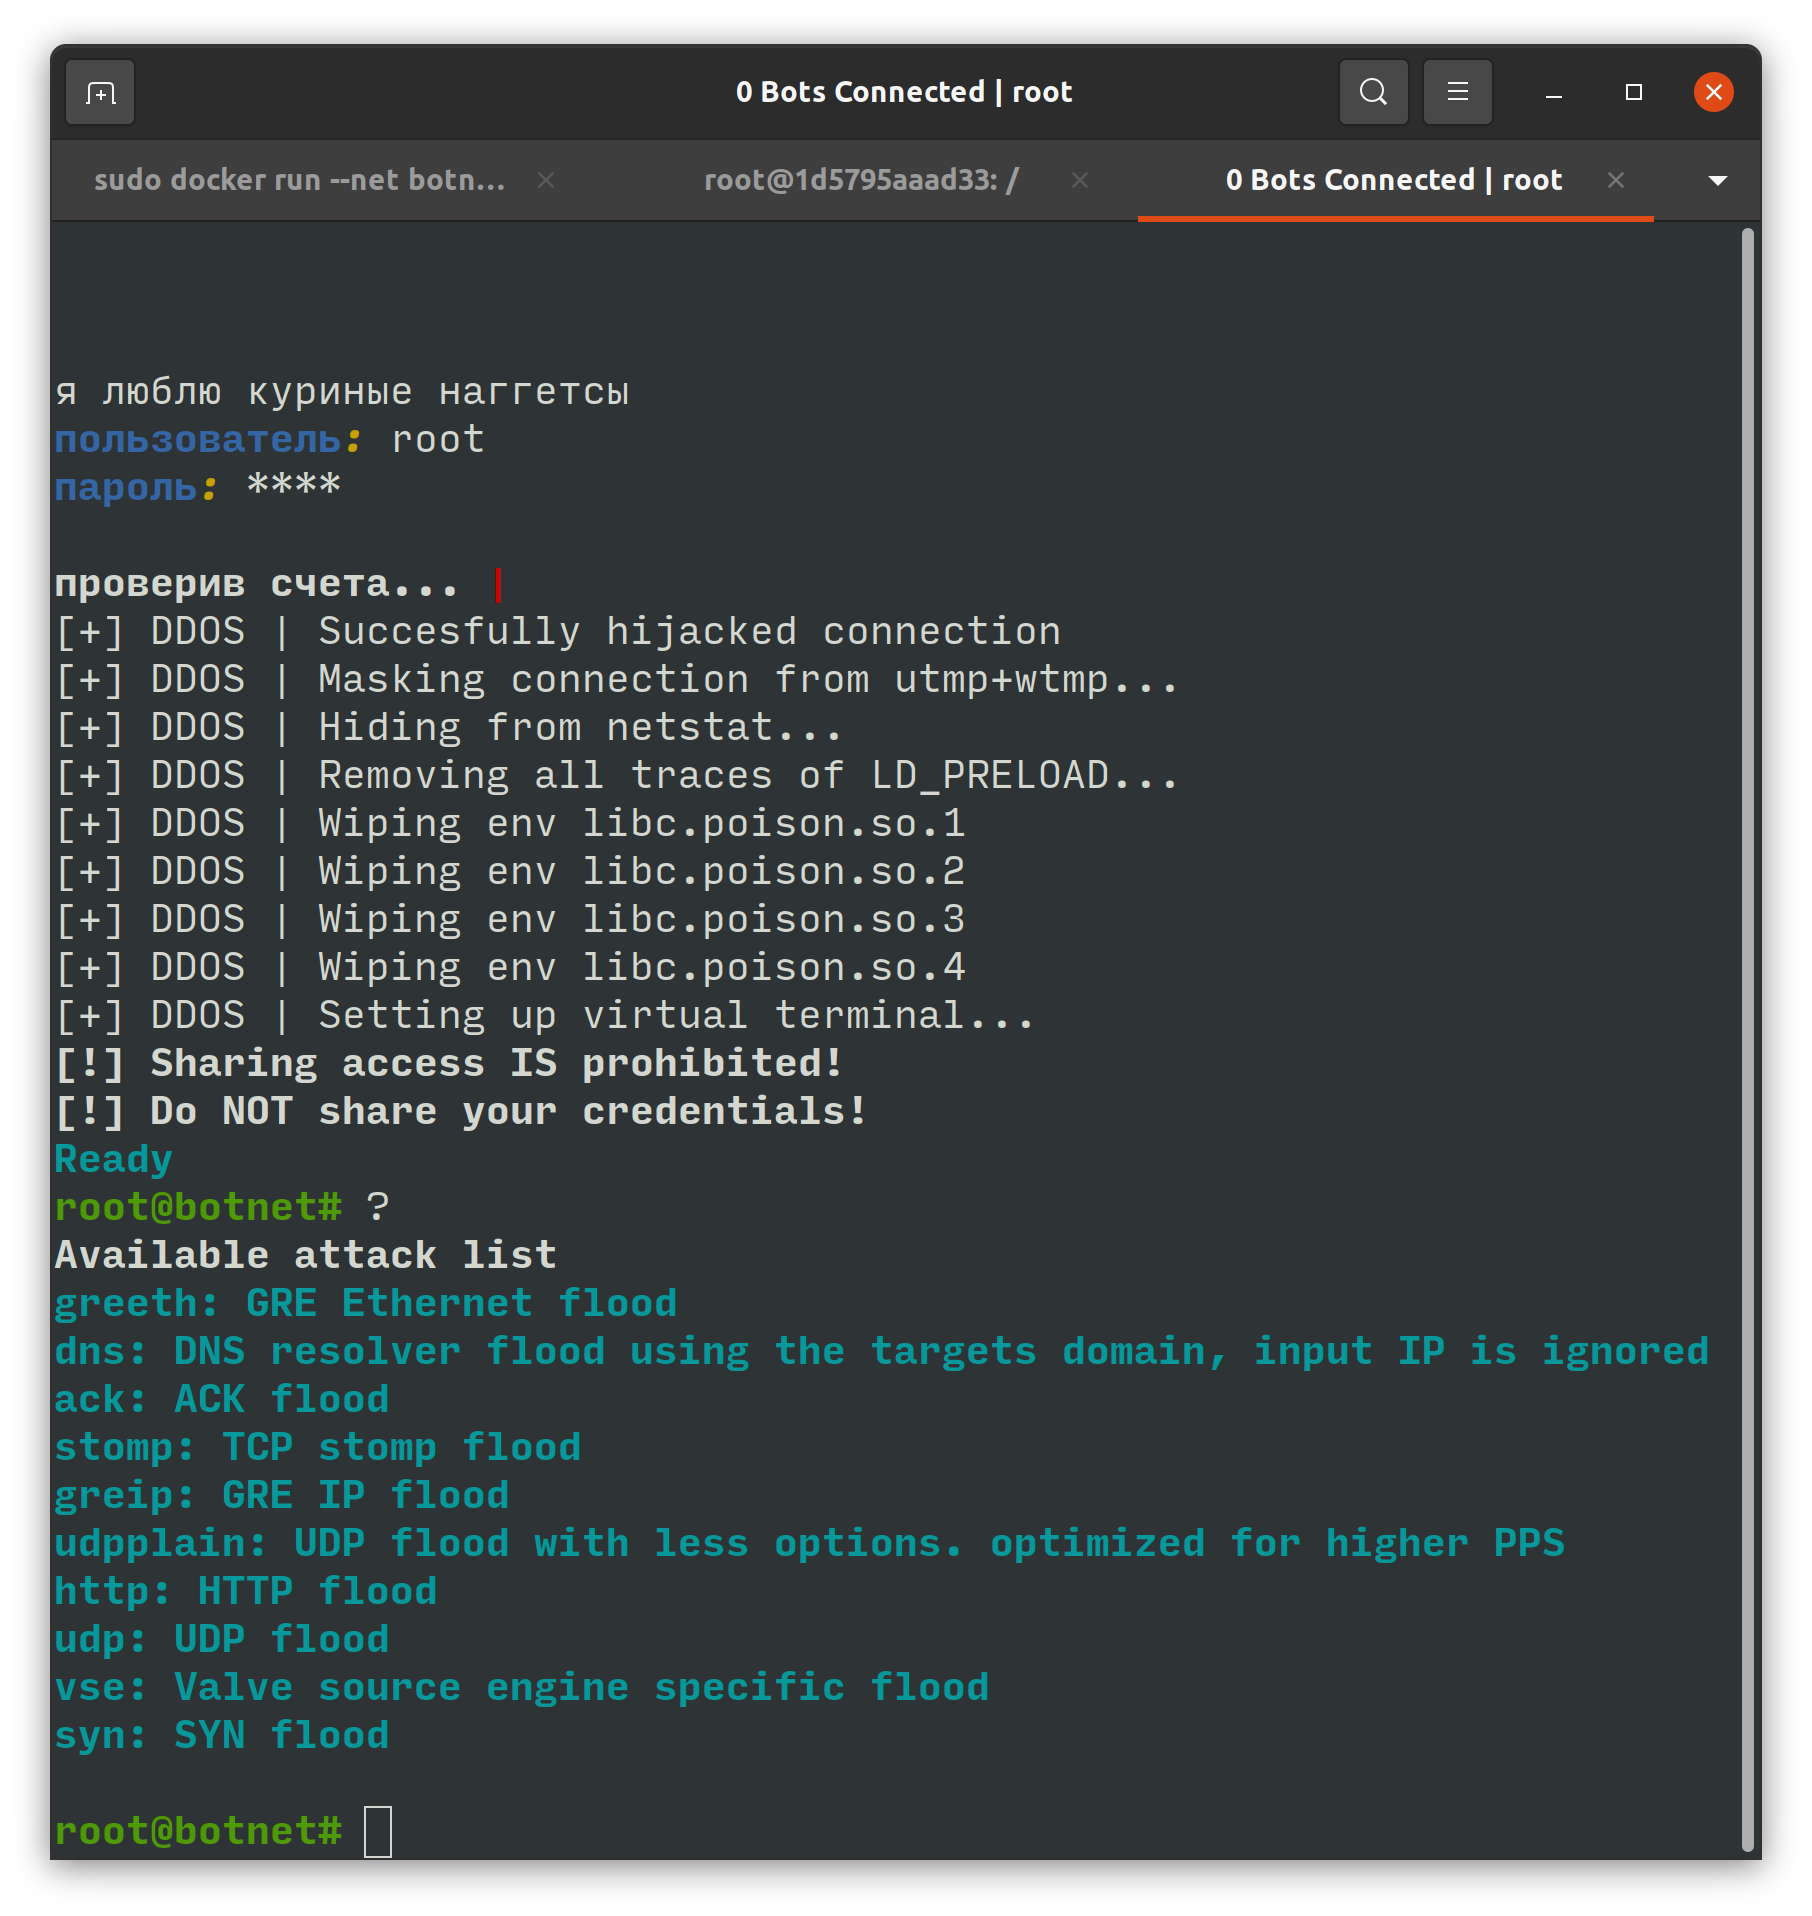 0 Bots Connected | root
sudo docker run --net botn... root@1d5795aaad33: / 0 Bots Connected | root
я люблю куриные наггетсы
пользователь: root
пароль: ****
проверив счета... |
[+] DDOS | Succesfully hijacked connection
[+] DDOS | Masking connection from utmp+wtmp...
[+] DDOS | Hiding from netstat...
[+] DDOS | Removing all traces of LD_PRELOAD...
[+] DDOS | Wiping env libc.poison.so.1
[+] DDOS | Wiping env libc.poison.so.2
[+] DDOS | Wiping env libc.poison.so.3
[+] DDOS | Wiping env libc.poison.so.4
[+] DDOS | Setting up virtual terminal...
[!] Sharing access IS prohibited!
[!] Do NOT share your credentials!
Ready
root@botnet# ?
Available attack list
greeth: GRE Ethernet flood
dns: DNS resolver flood using the targets domain, input IP is ignored
ack: ACK flood
stomp: TCP stomp flood
greip: GRE IP flood
udpplain: UDP flood with less options. optimized for higher PPS
http: HTTP flood
udp: UDP flood
vse: Valve source engine specific flood
syn: SYN flood
root@botnet#